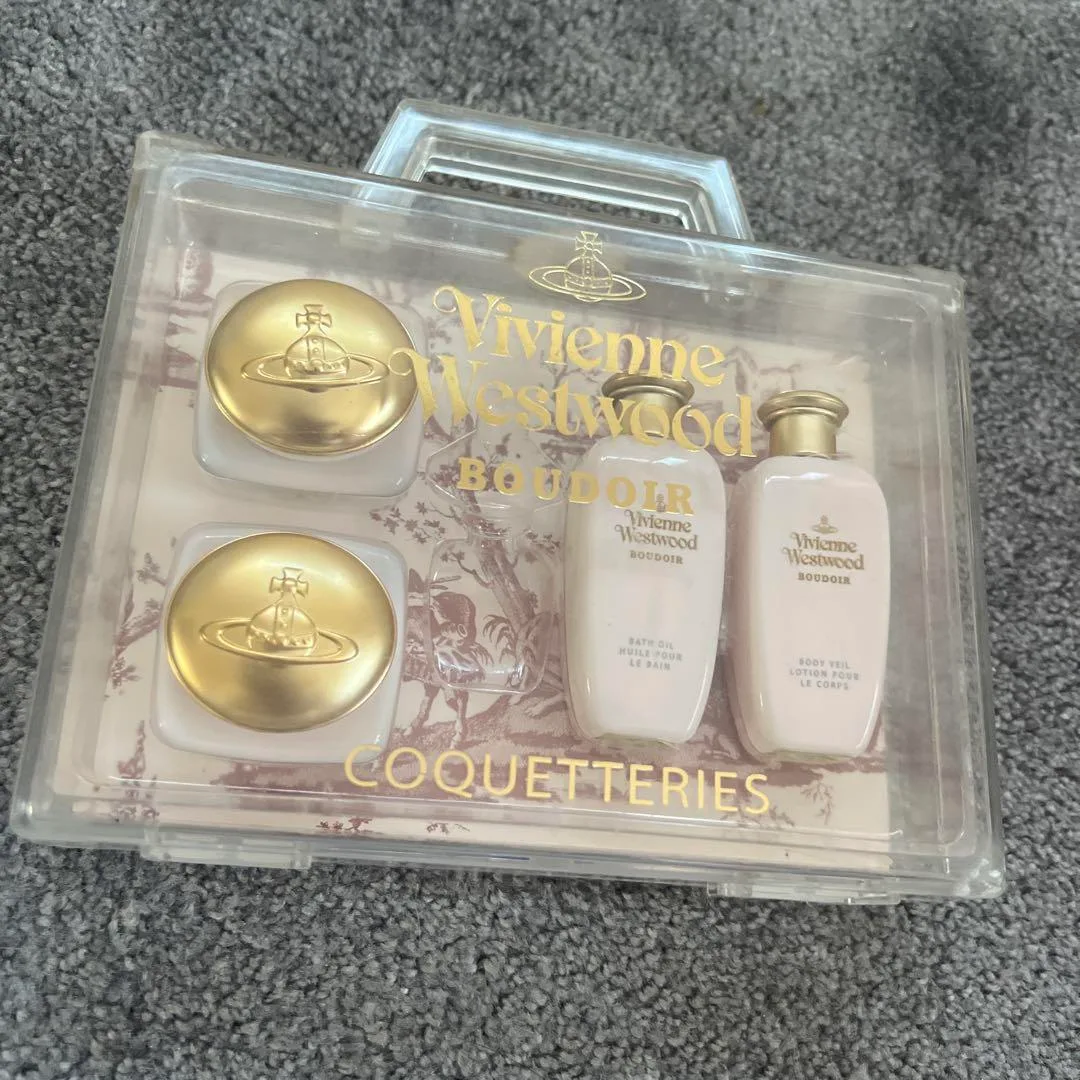 Vivienne
Westwood
BOUDOIR
Vivienne
Westwood
BOUDOIR
BATH OIL
HUILE POUR
LE BAIN
Vivienne
Westwood
BOUDOIR
BODY VEIL
LOTION POUR
LE CORPS
COQUETTERIES